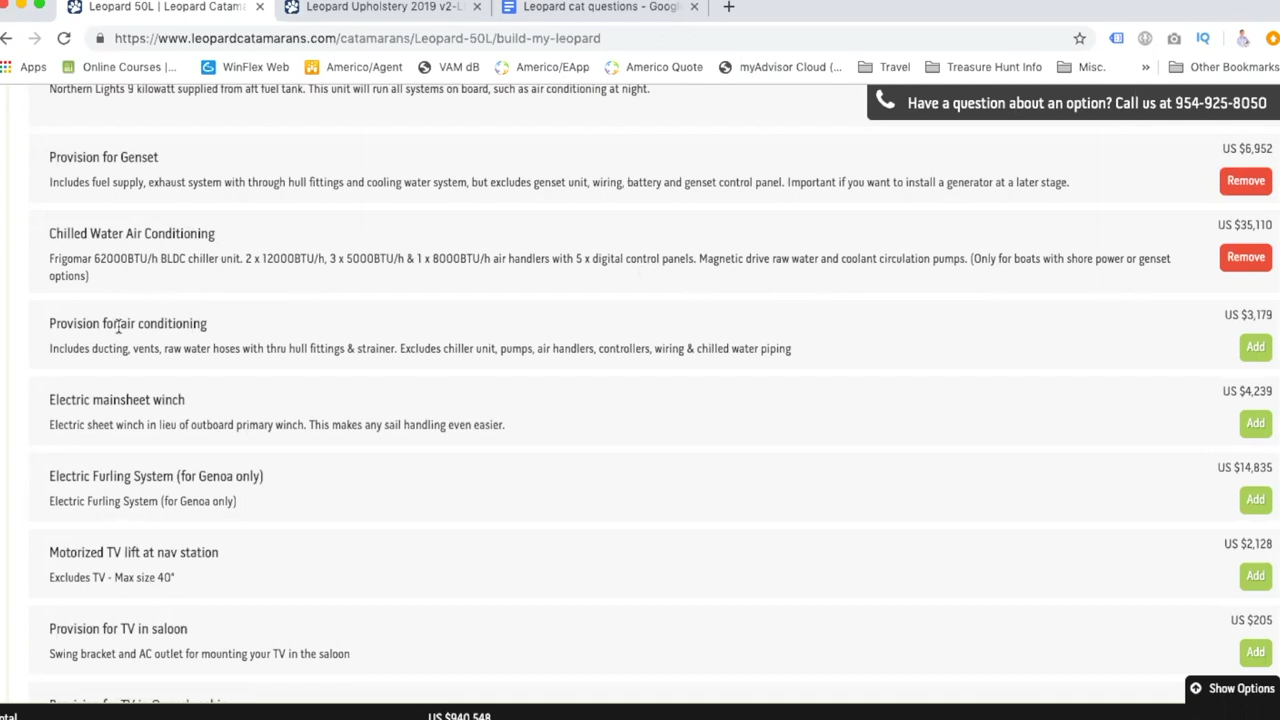 Leopard 50L | Leopard Catama
Leopard Upholstery 2019 v2-L
Leopard cat questions - Google
https://www.leopardcatamarans.com/catamarans/Leopard-50L/build-my-leopard
Apps
Online Courses |...
WinFlex Web
Americo/Agent
VAM dB
Americo/EApp
Americo Quote
myAdvisor Cloud (...
Travel
Treasure Hunt Info
Misc.
»
Other Bookmarks
Northern Lights 9 kilowatt supplied from aft fuel tank. This unit will run all systems on board, such as air conditioning at night.
Have a question about an option? Call us at 954-925-8050
Provision for Genset
US $6,952
Includes fuel supply, exhaust system with through hull fittings and cooling water system, but excludes genset unit, wiring, battery and genset control panel. Important if you want to install a generator at a later stage.
Remove
Chilled Water Air Conditioning
US $35,110
Frigomar 62000BTU/h BLDC chiller unit. 2 x 12000BTU/h, 3 x 5000BTU/h & 1 x 8000BTU/h air handlers with 5 x digital control panels. Magnetic drive raw water and coolant circulation pumps. (Only for boats with shore power or genset
options)
Remove
Provision for air conditioning
US $3,179
Includes ducting, vents, raw water hoses with thru hull fittings & strainer. Excludes chiller unit, pumps, air handlers, controllers, wiring & chilled water piping
Add
Electric mainsheet winch
US $4,239
Electric sheet winch in lieu of outboard primary winch. This makes any sail handling even easier.
Add
Electric Furling System (for Genoa only)
US $14,835
Electric Furling System (for Genoa only)
Add
Motorized TV lift at nav station
US $2,128
Excludes TV - Max size 40"
Add
Provision for TV in saloon
US $205
Swing bracket and AC outlet for mounting your TV in the saloon
Add
Show Options
US $940,548